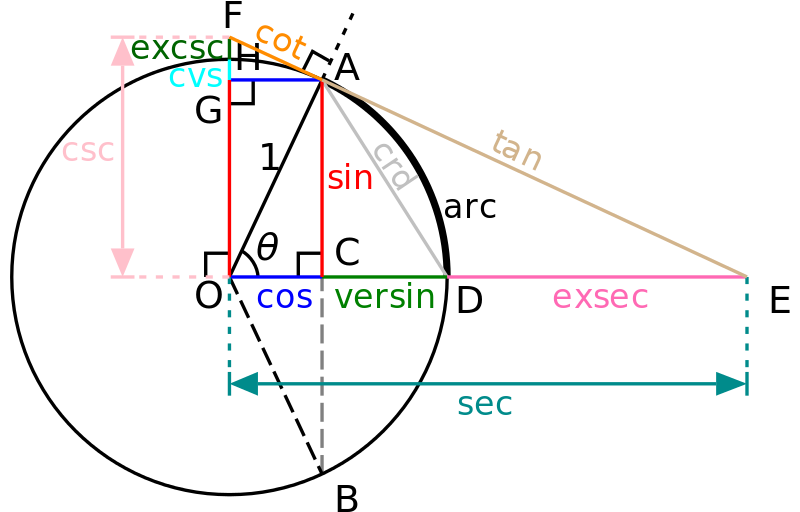 F
cot
excsc
H
A
cvs
G
csc
1
crd
tan
sin
arc
θ
C
O
cos
versin
D
exsec
E
sec
B